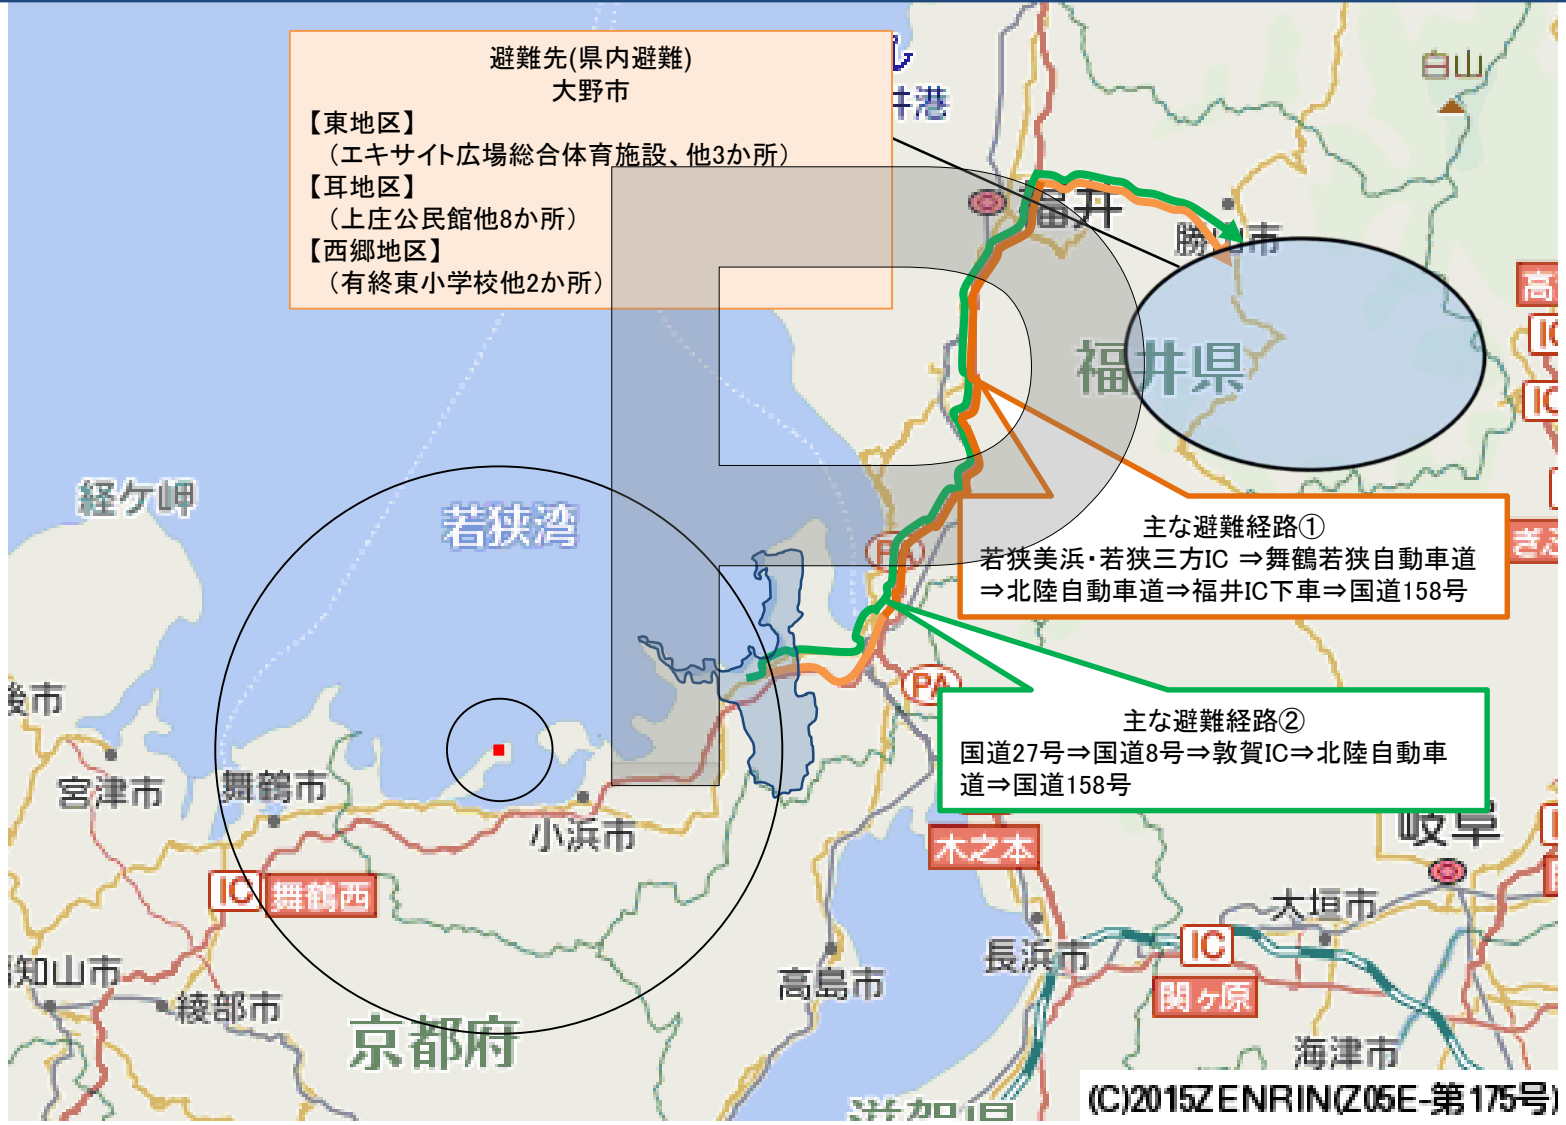 避難先(県内避難)
大野市
【東地区】
（エキサイト広場総合体育施設、他3か所）
【耳地区】
（上庄公民館他8か所）
【西郷地区】
（有終東小学校他2か所）
井港
白山
福井
勝山市
福井県
経ケ岬
若狭湾
PA
主な避難経路①
若狭美浜・若狭三方IC ⇒舞鶴若狭自動車道
⇒北陸自動車道⇒福井IC下車⇒国道158号
PA
主な避難経路②
国道27号⇒国道8号⇒敦賀IC⇒北陸自動車
道⇒国道158号
高
IC
IC
ぎふ
後市
宮津市
舞鶴市
小浜市
木之本
岐阜
IC
舞鶴西
大垣市
長浜市
IC
関ヶ原
知山市
綾部市
高島市
京都府
海津市
滋賀県
(C)2015ZENRIN(Z05E-第175号)